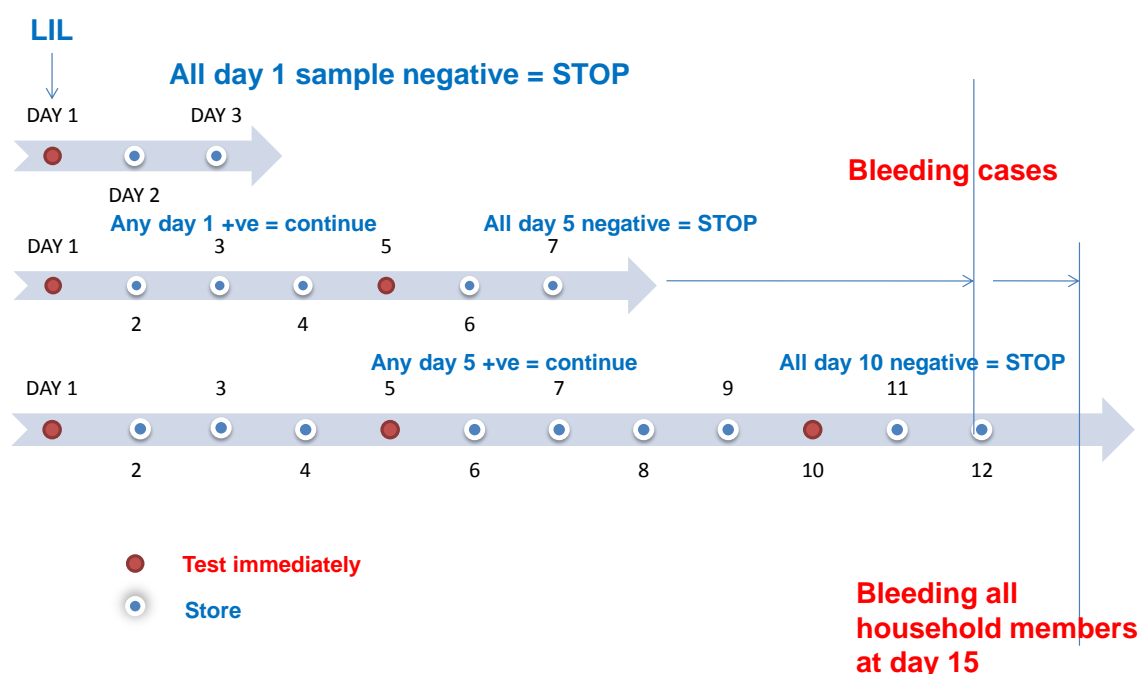 LIL
All day 1 sample negative = STOP
DAY 1
DAY 3
Bleeding cases
DAY 2
Any day 1 +ve = continue
All day 5 negative = STOP
DAY 1
3
5
7
2
4
6
Any day 5 +ve = continue
All day 10 negative = STOP
DAY 1
3
5
7
9
11
2
4
6
8
10
12
Test immediately
Store
Bleeding all
household members
at day 15